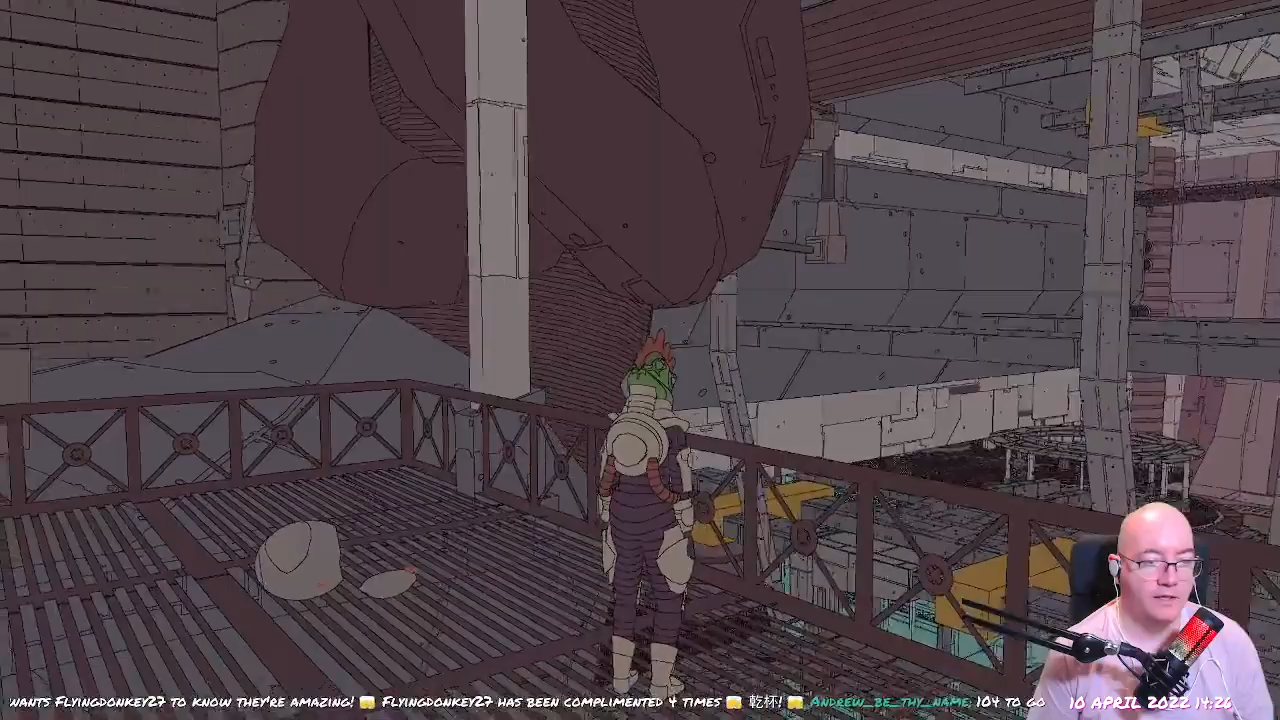 WANTS FLYINGDONKEY27 TO KNOW THEY'RE AMAZING! 🍺 FLYINGDONKEY27 HAS BEEN COMPLIMENTED 4 TIMES 🍺 乾杯! 🍺 ANDREW_BE_THY_NAME: 104 TO GO 10 APRIL 2022 14:26